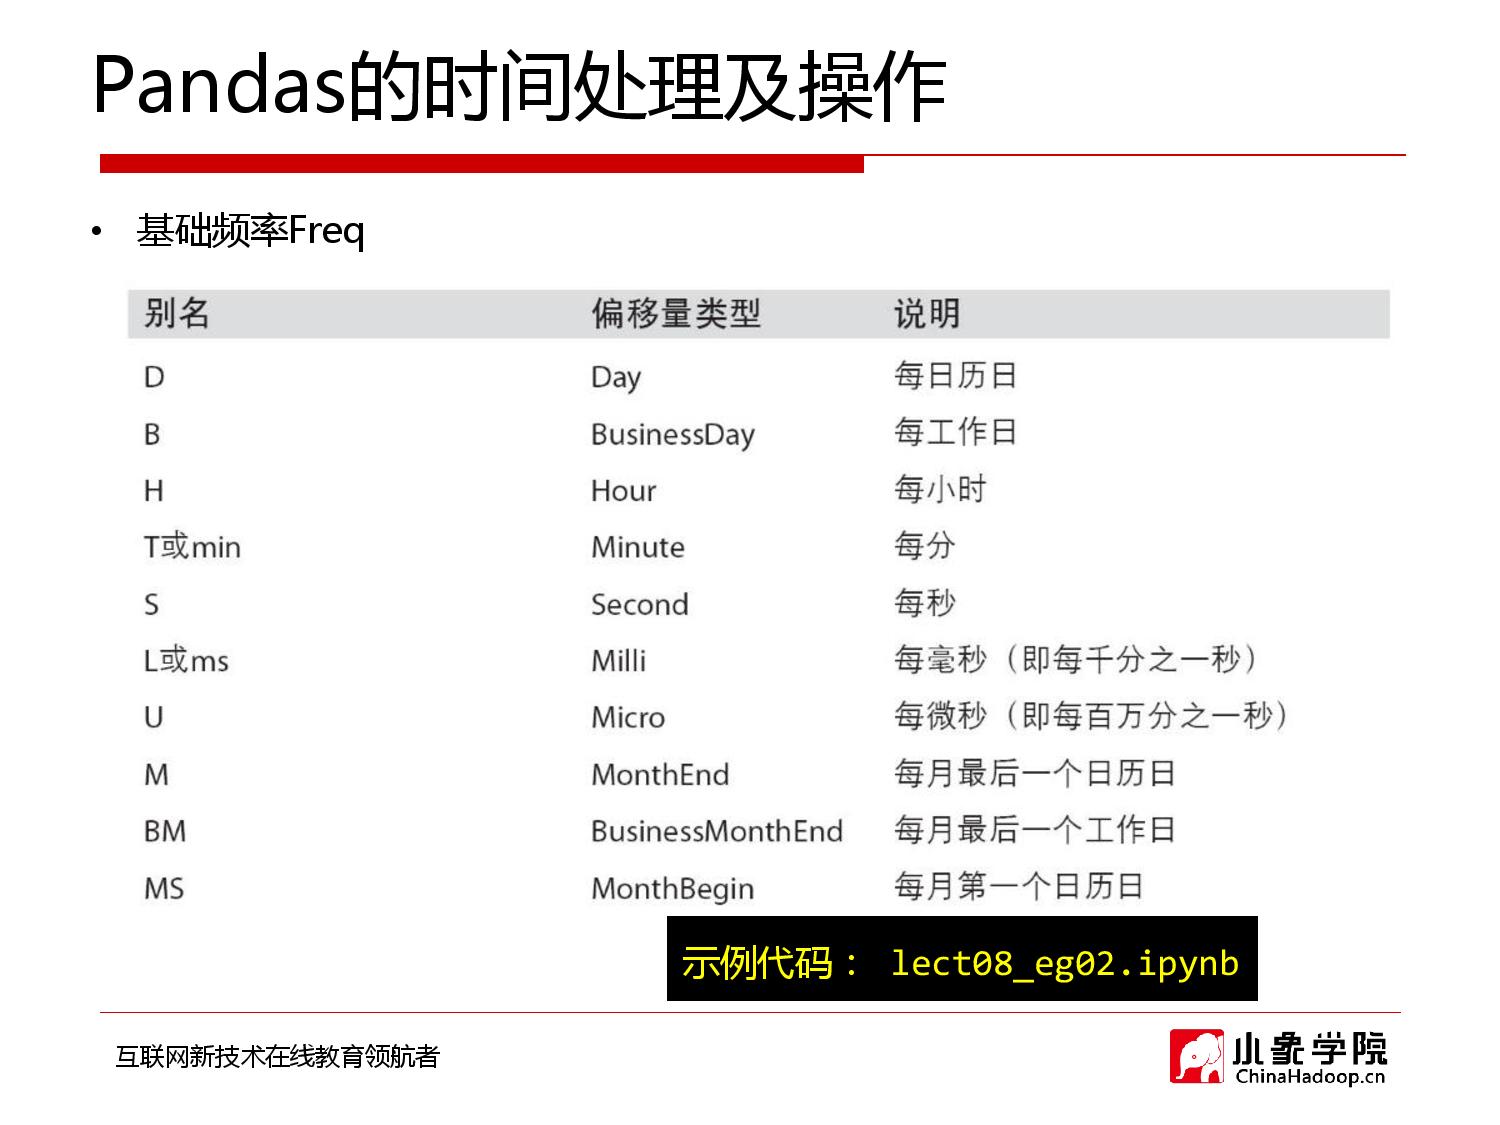 Pandas的时间处理及操作
• 基础频率Freq
别名 偏移量类型 说明
D Day 每日历日
B BusinessDay 每工作日
H Hour 每小时
T或min Minute 每分
S Second 每秒
L或ms Milli 每毫秒（即每千分之一秒）
U Micro 每微秒（即每百万分之一秒）
M MonthEnd 每月最后一个日历日
BM BusinessMonthEnd 每月最后一个工作日
MS MonthBegin 每月第一个日历日
示例代码： lect08_eg02.ipynb
互联网新技术在线教育领航者
小象学院
ChinaHadoop.cn